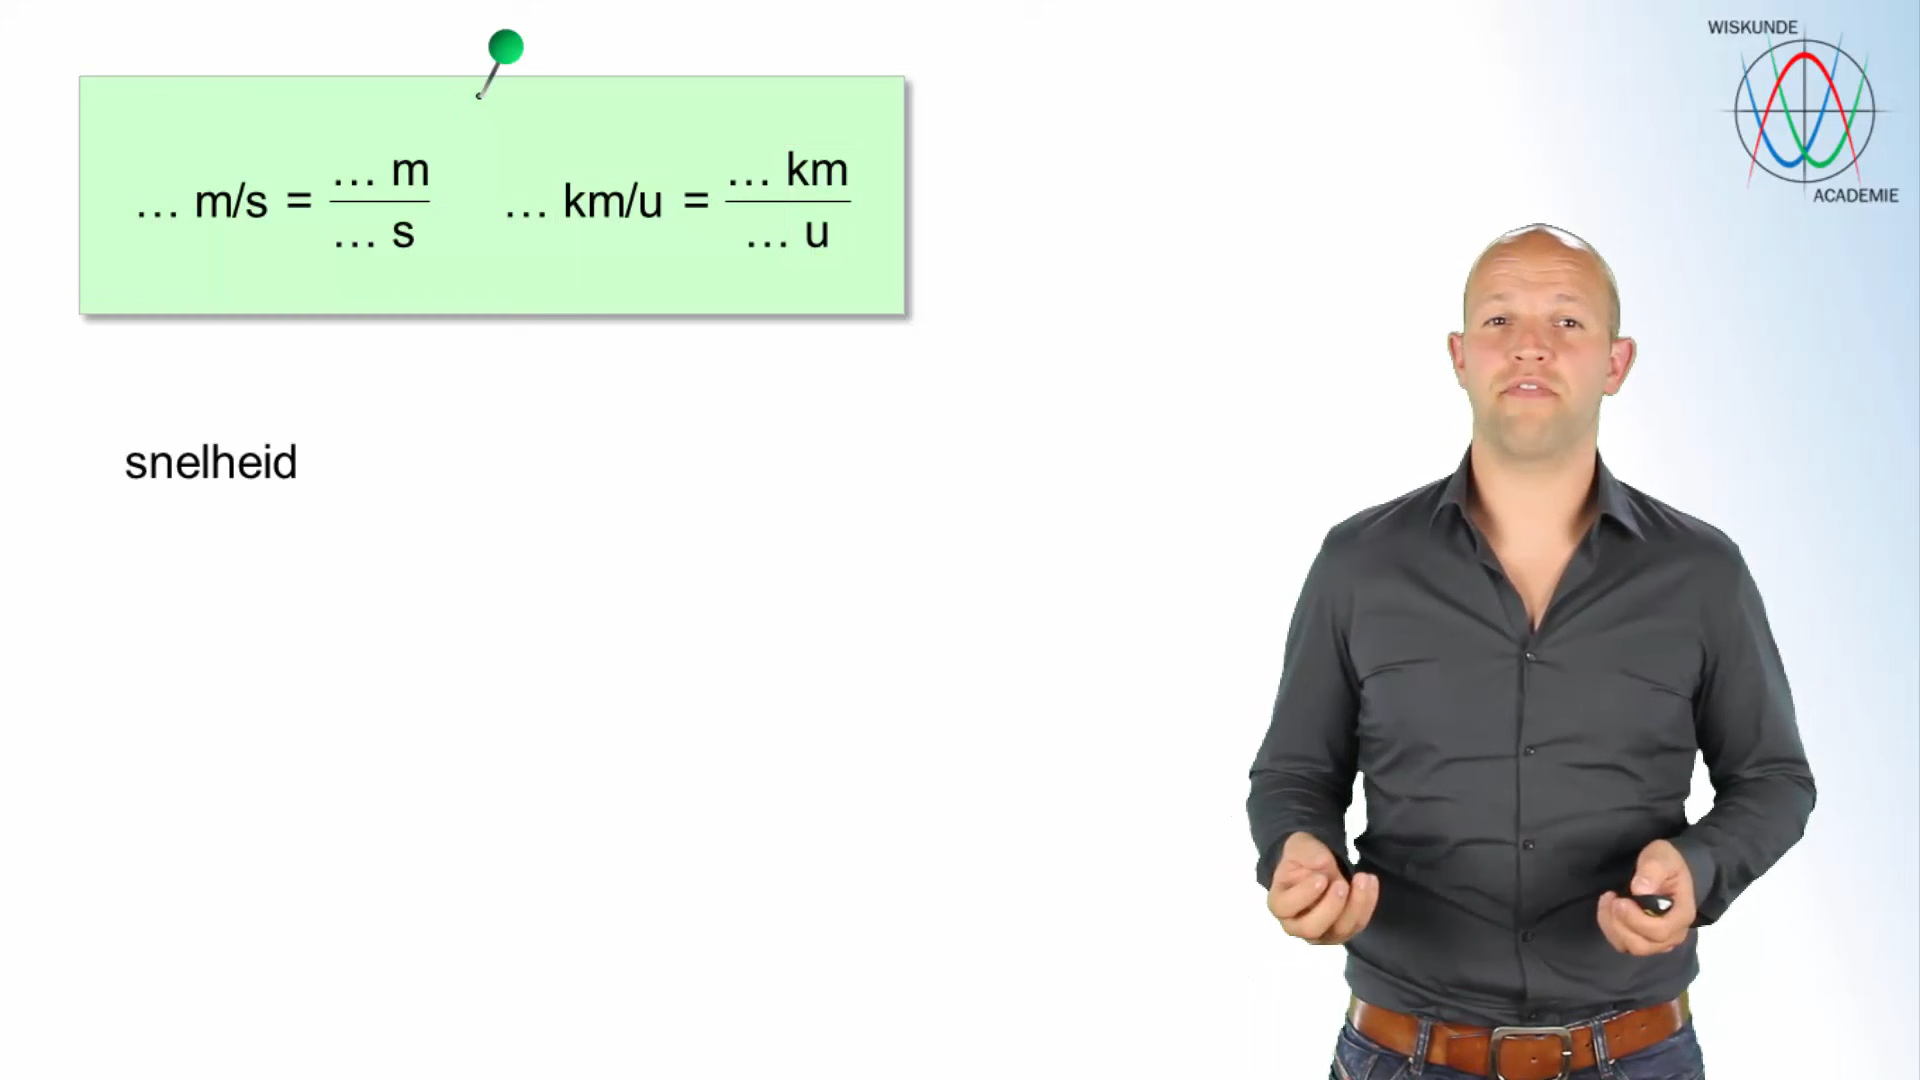 … m/s = … m / … s
… km/u = … km / … u
snelheid
WISKUNDE
ACADEMIE